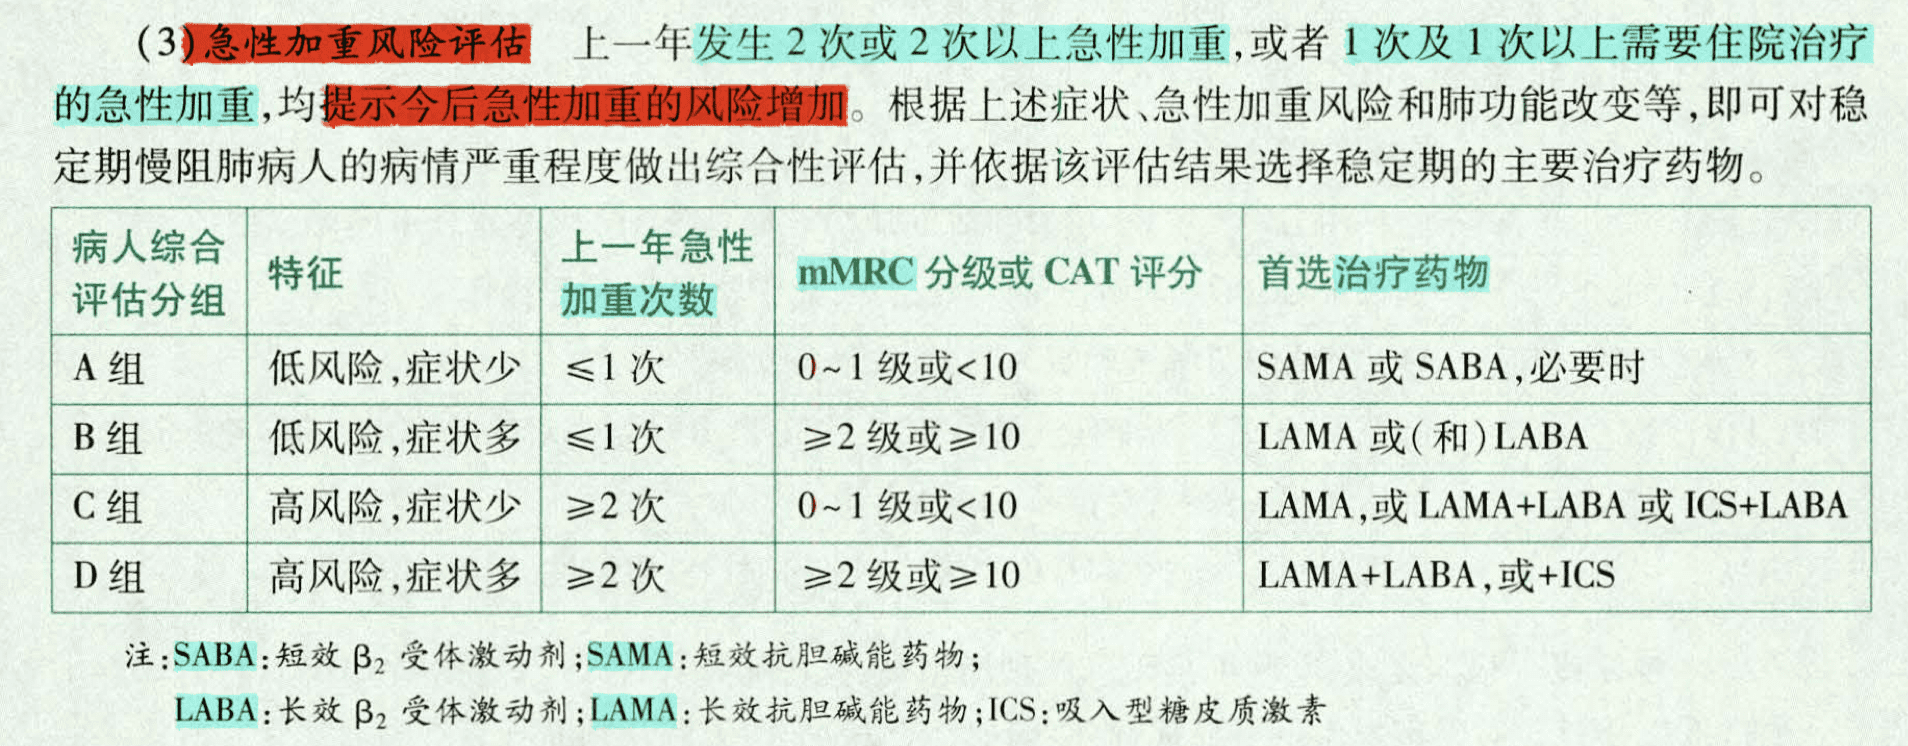 (3)急性加重风险评估 上一年发生2次或2次以上急性加重,或者1次及1次以上需要住院治疗
的急性加重,均提示今后急性加重的风险增加。根据上述症状、急性加重风险和肺功能改变等,即可对稳
定期慢阻肺病人的病情严重程度做出综合性评估,并依据该评估结果选择稳定期的主要治疗药物。
病人综合评估分组 特征 上一年急性加重次数 mMRC 分级或 CAT 评分 首选治疗药物
A 组 低风险,症状少 ≤1 次 0~1 级或<10 SAMA 或 SABA,必要时
B 组 低风险,症状多 ≤1 次 ≥2 级或≥10 LAMA 或(和)LABA
C 组 高风险,症状少 ≥2 次 0~1 级或<10 LAMA,或 LAMA+LABA 或 ICS+LABA
D 组 高风险,症状多 ≥2 次 ≥2 级或≥10 LAMA+LABA,或+ICS
注:SABA:短效 β₂ 受体激动剂;SAMA:短效抗胆碱能药物;
LABA:长效 β₂ 受体激动剂;LAMA:长效抗胆碱能药物;ICS:吸入型糖皮质激素